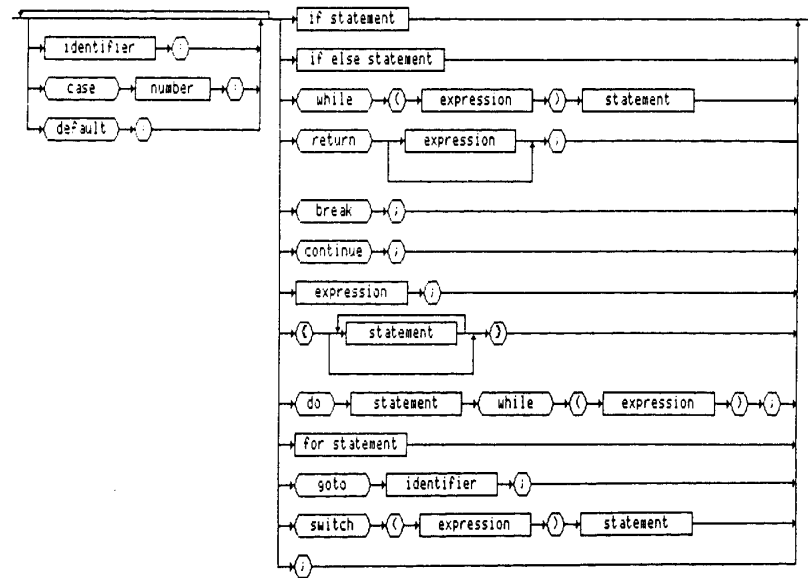 if statement
identifier :
if else statement
case number :
while ( expression ) statement
default :
return expression ;
break ;
continue ;
expression ;
{ statement }
do statement while ( expression ) ;
for statement
goto identifier ;
switch ( expression ) statement
;